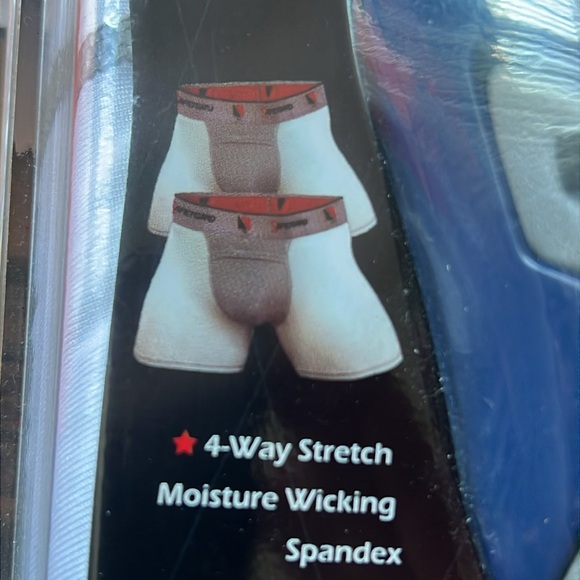 4-Way Stretch
Moisture Wicking
Spandex